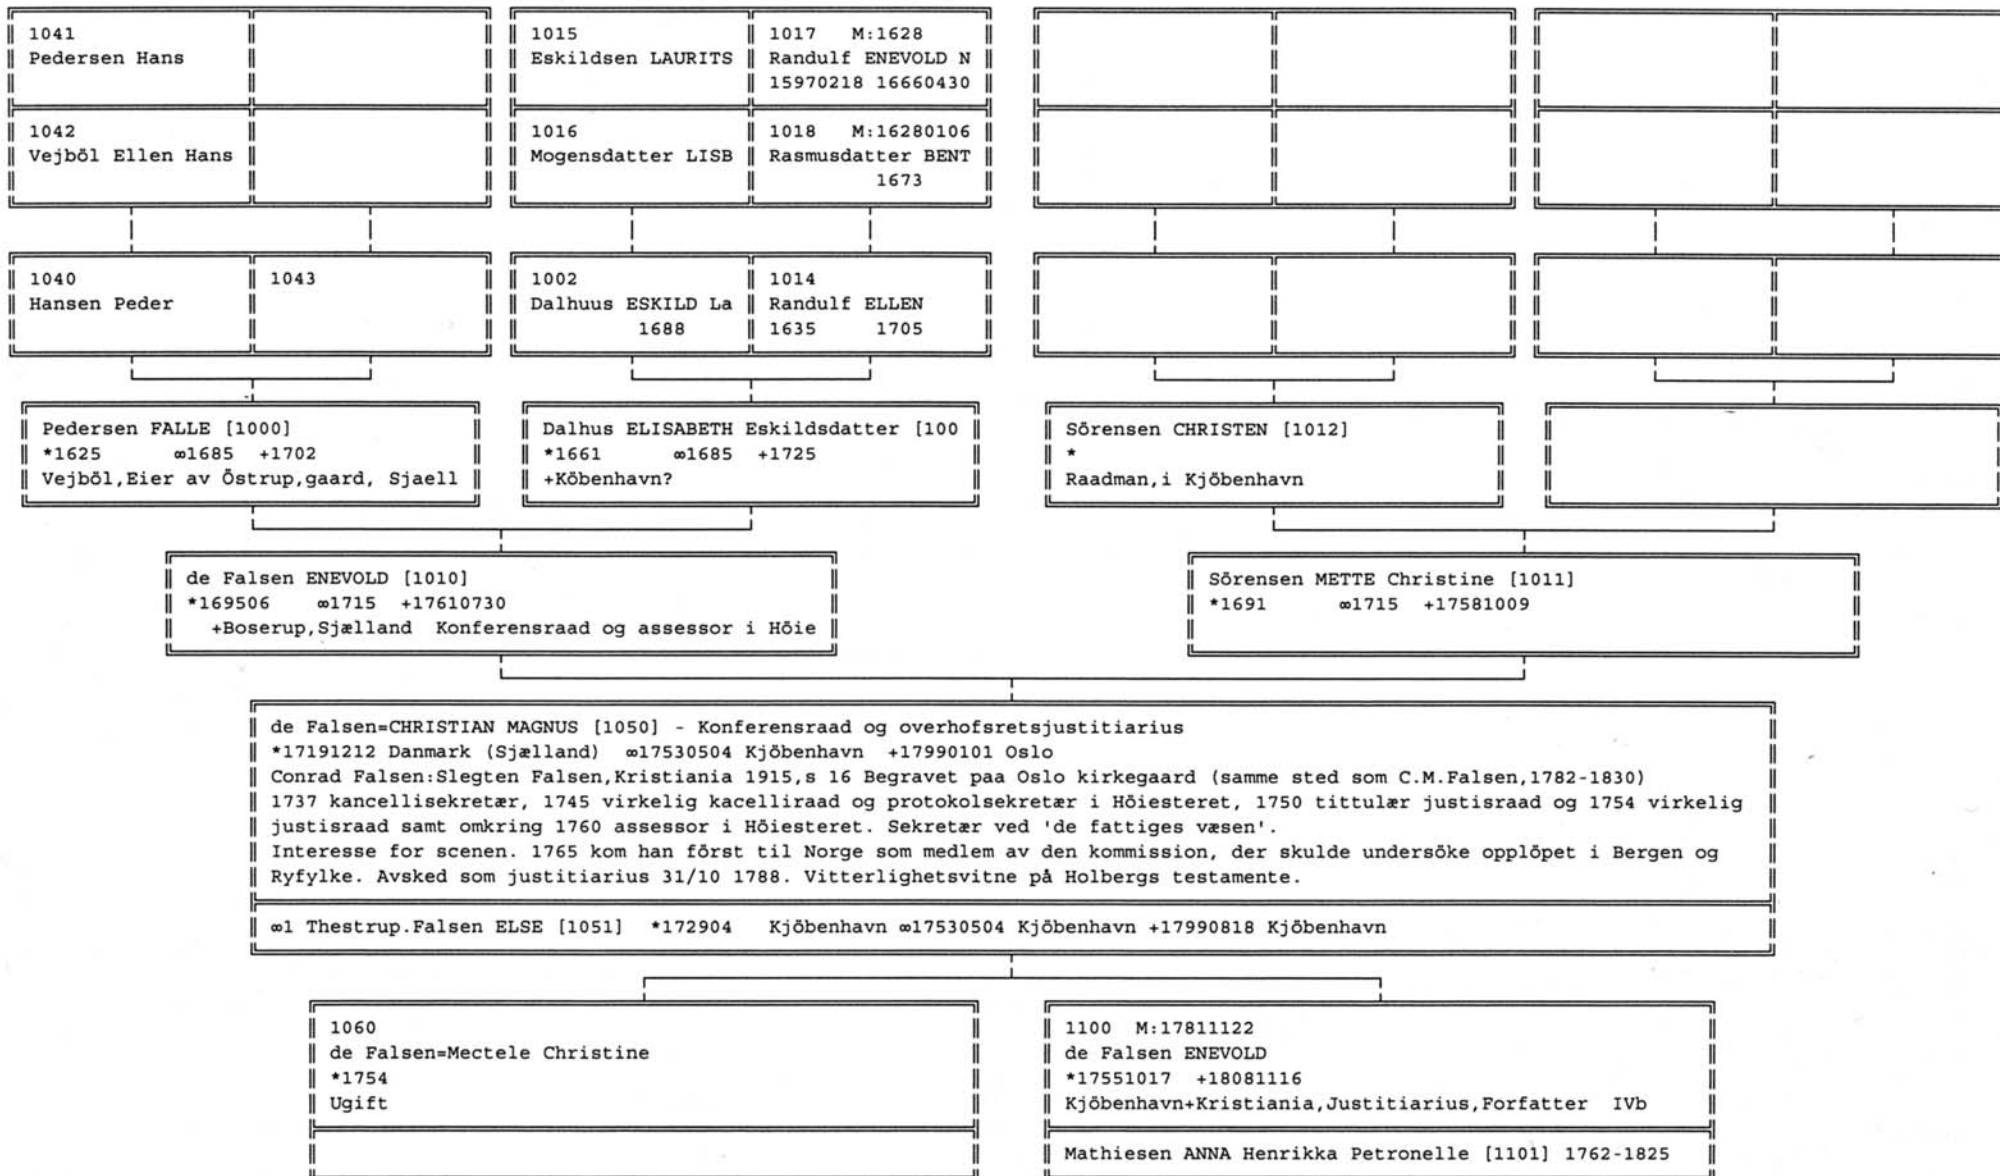 1041
Pedersen Hans
1015
Eskildsen LAURITS
1017 M:1628
Randulf ENEVOLD N
15970218 16660430
1042
Vejböl Ellen Hans
1016
Mogensdatter LISB
1018 M:16280106
Rasmusdatter BENT
1673
1040
Hansen Peder
1043
1002
Dalhuus ESKILD La
1688
1014
Randulf ELLEN
1635 1705
Pedersen FALLE [1000]
*1625 ∞1685 +1702
Vejböl,Eier av Östrup,gaard, Sjaell
Dalhus ELISABETH Eskildsdatter [100
*1661 ∞1685 +1725
+Köbenhavn?
Sörensen CHRISTEN [1012]
*
Raadman,i Kjöbenhavn
de Falsen ENEVOLD [1010]
*169506 ∞1715 +17610730
+Boserup,Sjælland Konferensraad og assessor i Höie
Sörensen METTE Christine [1011]
*1691 ∞1715 +17581009
de Falsen=CHRISTIAN MAGNUS [1050] - Konferensraad og overhofsretsjustitiarius
*17191212 Danmark (Sjælland) ∞17530504 Kjöbenhavn +17990101 Oslo
Conrad Falsen:Slegten Falsen,Kristiania 1915,s 16 Begravet paa Oslo kirkegaard (samme sted som C.M.Falsen,1782-1830)
1737 kancellisekretær, 1745 virkelig kacelliraad og protokolsekretær i Höiesteret, 1750 tittulær justisraad og 1754 virkelig
justisraad samt omkring 1760 assessor i Höiesteret. Sekretær ved 'de fattiges væsen'.
Interesse for scenen. 1765 kom han först til Norge som medlem av den kommission, der skulde undersöke opplöpet i Bergen og
Ryfylke. Avsked som justitiarius 31/10 1788. Vitterlighetsvitne på Holbergs testamente.
∞1 Thestrup.Falsen ELSE [1051] *172904 Kjöbenhavn ∞17530504 Kjöbenhavn +17990818 Kjöbenhavn
1060
de Falsen=Mectele Christine
*1754
Ugift
1100 M:17811122
de Falsen ENEVOLD
*17551017 +18081116
Kjöbenhavn+Kristiania,Justitiarius,Forfatter IVb
Mathiesen ANNA Henrikka Petronelle [1101] 1762-1825